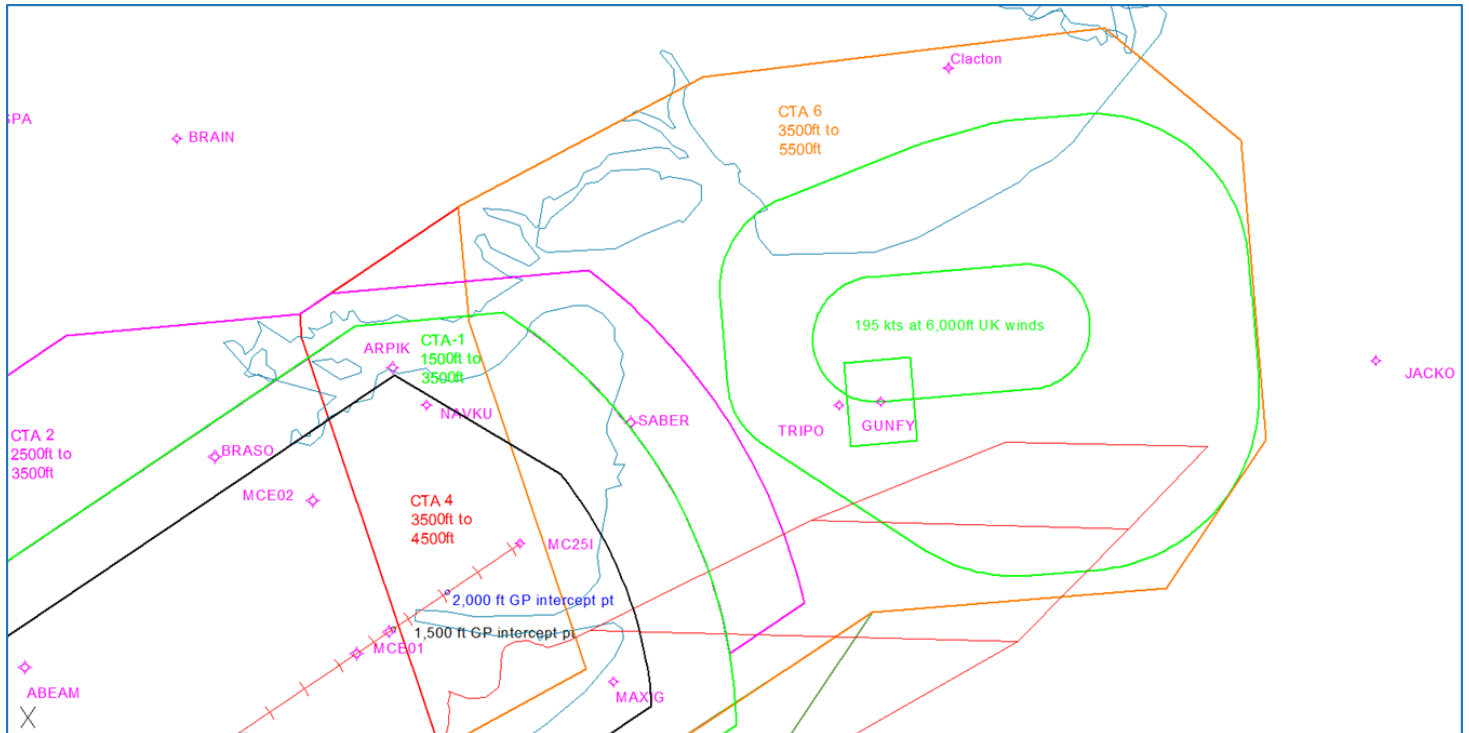 Clacton
SPA
BRAIN
CTA 6
3500ft to
5500ft
195 kts at 6,000ft UK winds
CTA-1
1500ft to
3500ft
ARPIK
JACKO
NAVKU
SABER
TRIPO
GUNFY
CTA 2
2500ft to
3500ft
BRASO
MCE02
CTA 4
3500ft to
4500ft
MC25I
2,000 ft GP intercept pt
1,500 ft GP intercept pt
MCE01
ABEAM
MAXIG